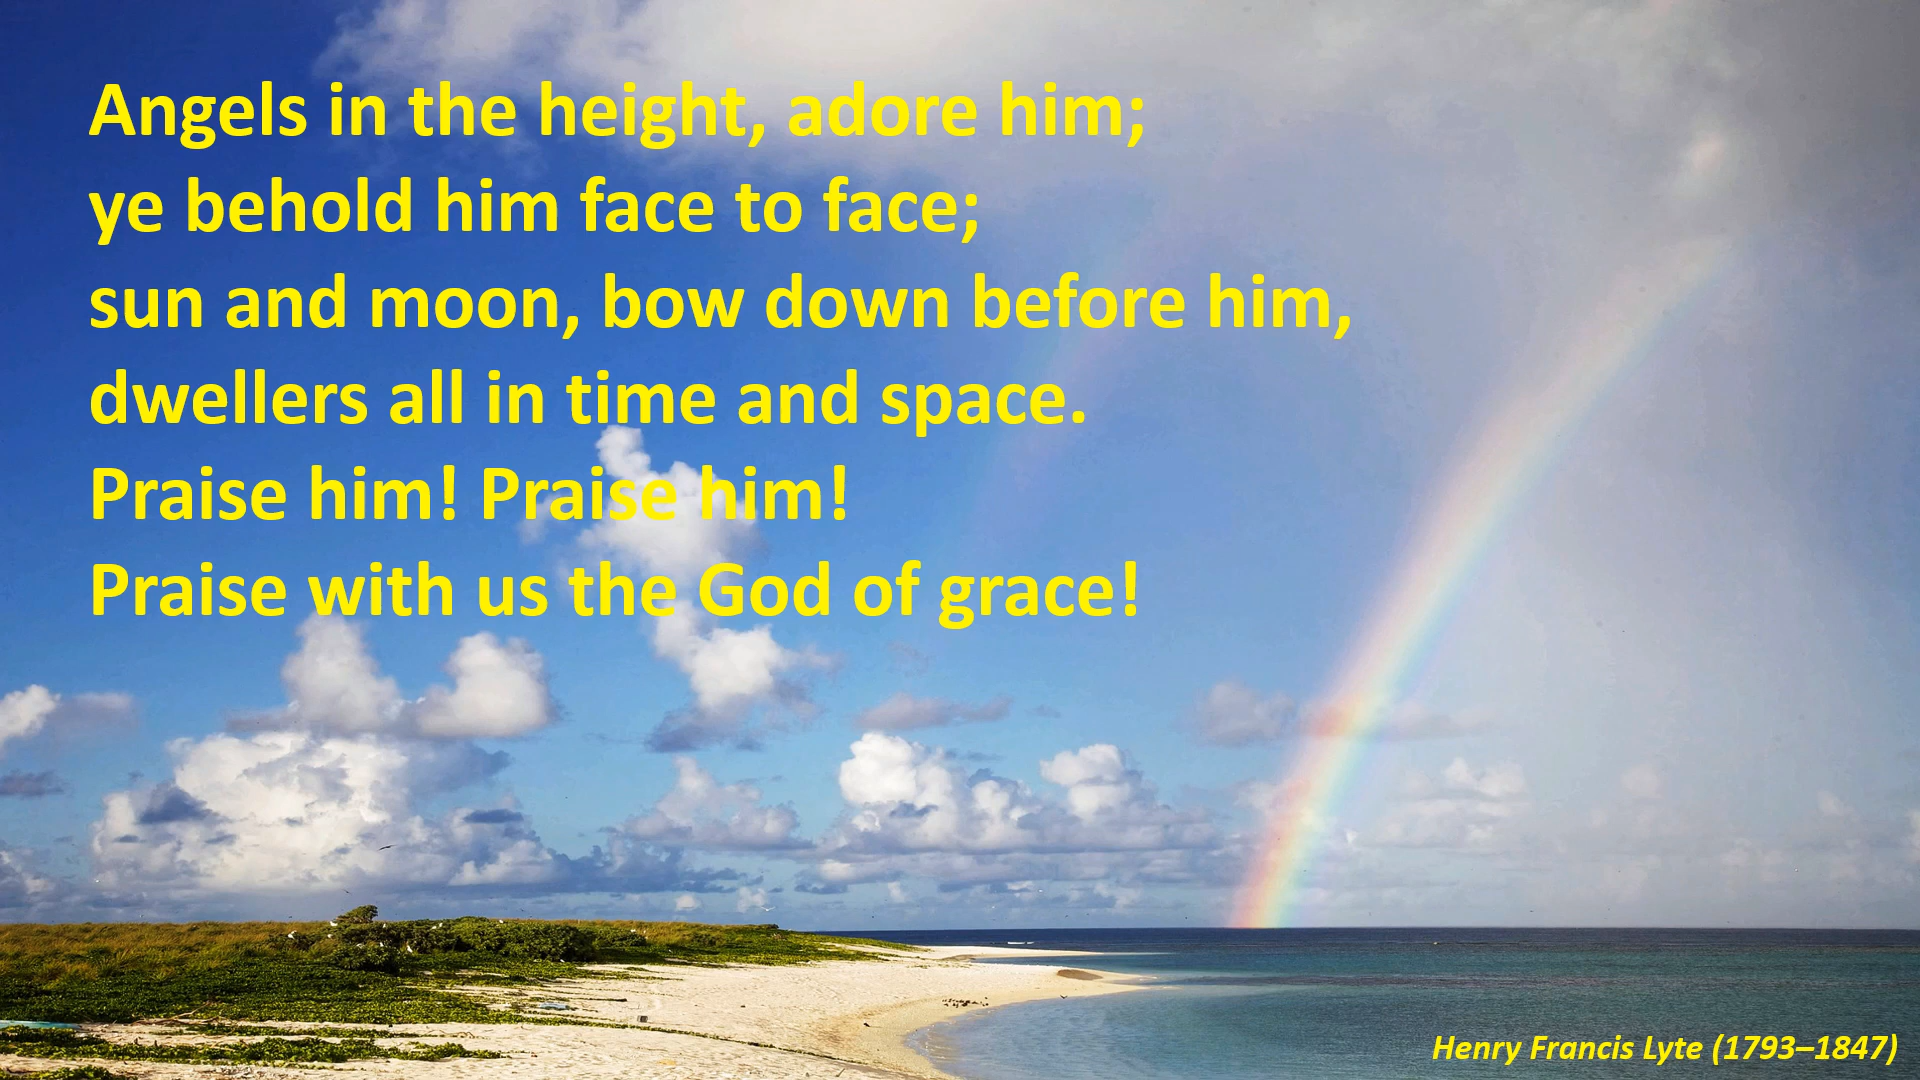 Angels in the height, adore him;
ye behold him face to face;
sun and moon, bow down before him,
dwellers all in time and space.
Praise him! Praise him!
Praise with us the God of grace!
Henry Francis Lyte (1793–1847)